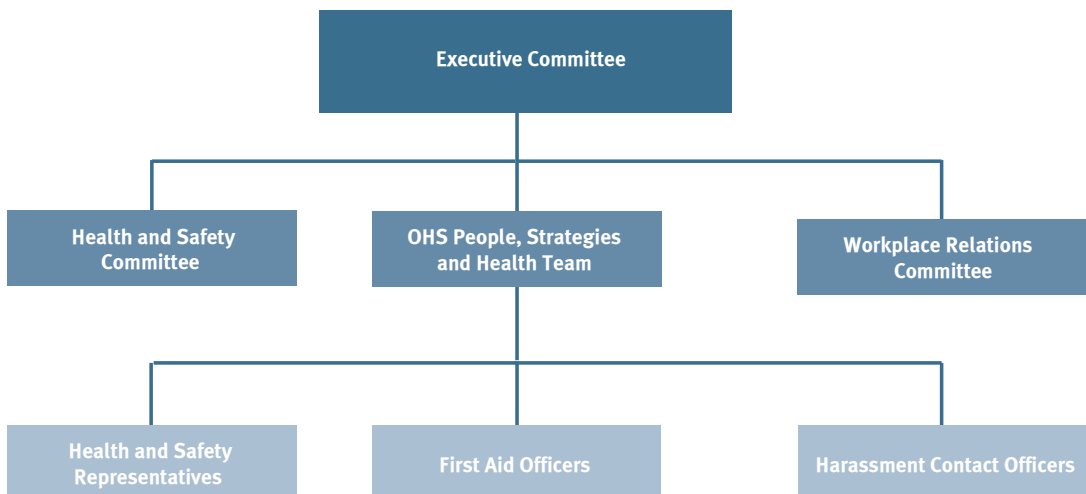 Executive Committee
Health and Safety
Committee
OHS People, Strategies
and Health Team
Workplace Relations
Committee
Health and Safety
Representatives
First Aid Officers
Harassment Contact Officers